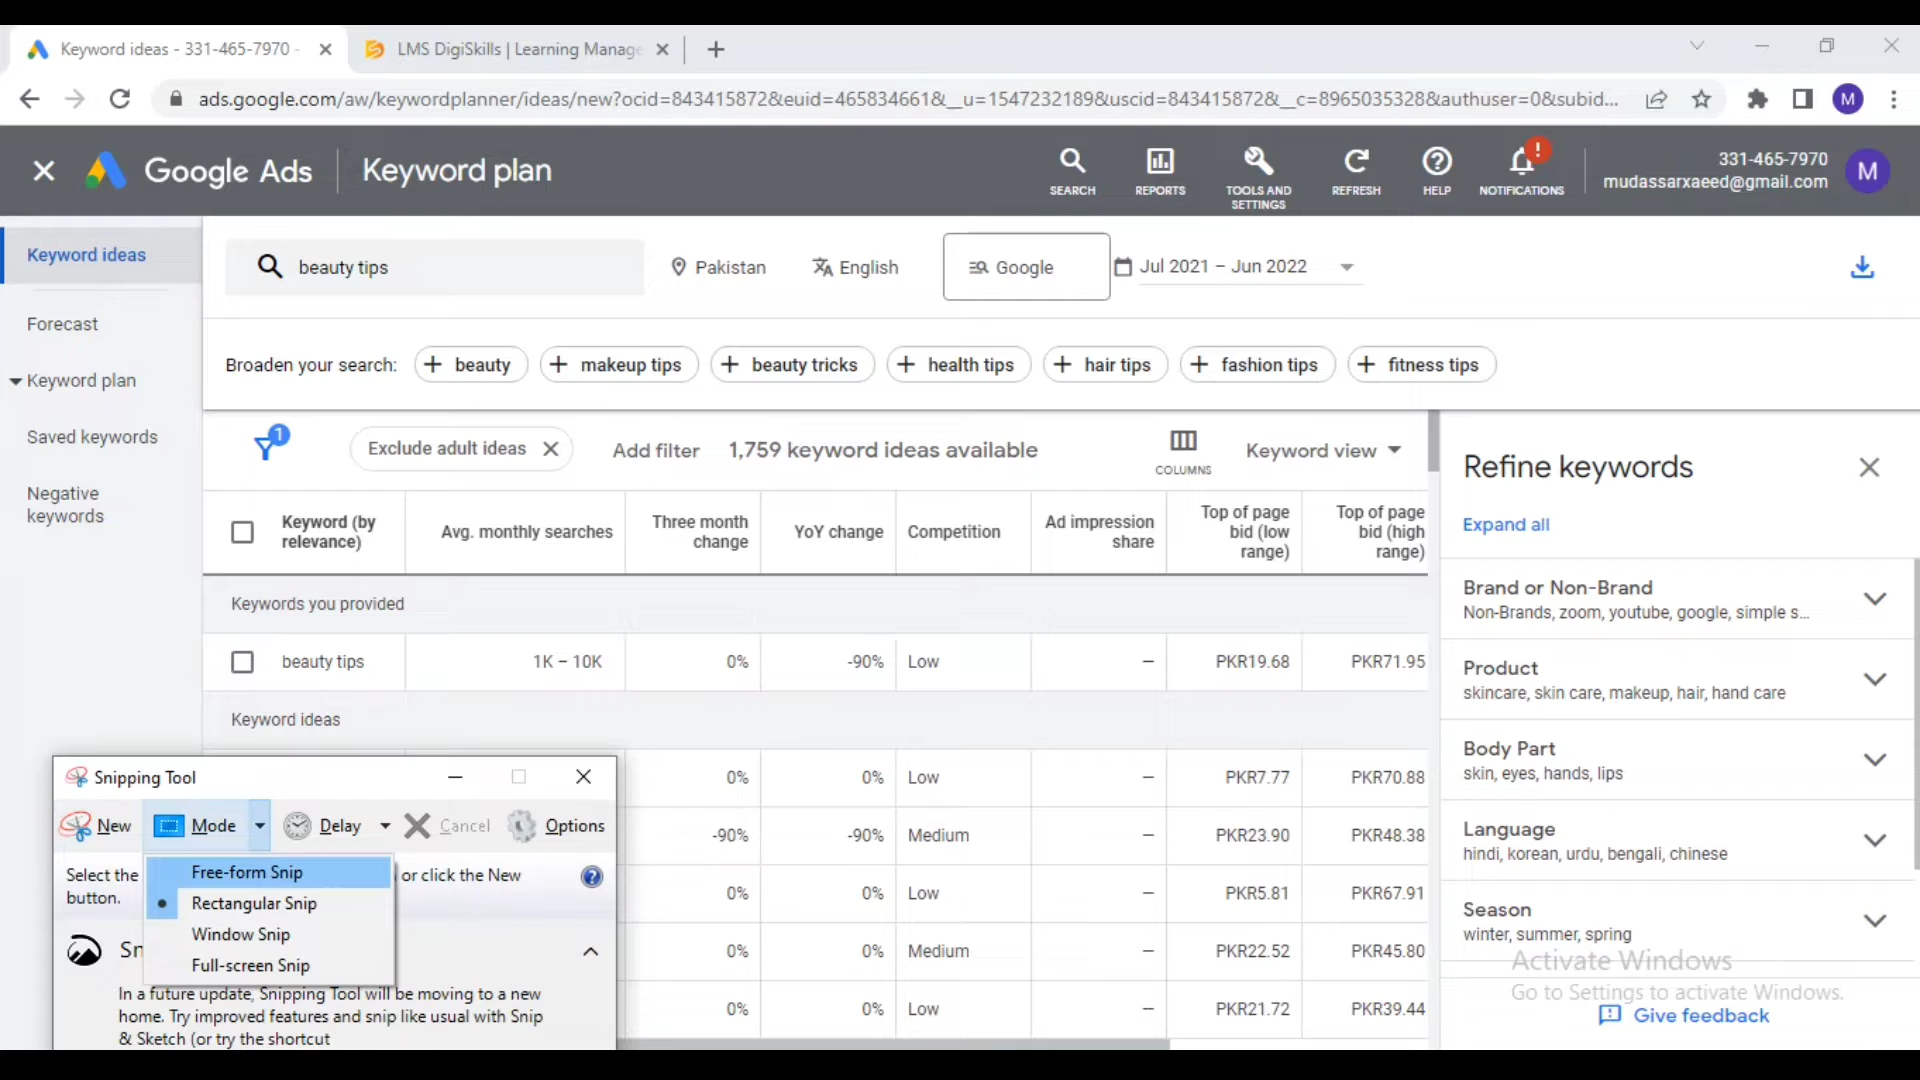 Keyword ideas - 331-465-7970 -
LMS DigiSkills | Learning Manage
ads.google.com/aw/keywordplanner/ideas/new?ocid=843415872&euid=465834661&__u=1547232189&uscid=843415872&__c=8965035328&authuser=0&subid...
M
Google Ads
Keyword plan
SEARCH
REPORTS
TOOLS AND
SETTINGS
REFRESH
HELP
!
NOTIFICATIONS
331-465-7970
mudassarxaeed@gmail.com
M
Keyword ideas
Forecast
Keyword plan
Saved keywords
Negative
keywords
beauty tips
Pakistan
English
Google
Jul 2021 – Jun 2022
Broaden your search:
beauty
makeup tips
beauty tricks
health tips
hair tips
fashion tips
fitness tips
1
Exclude adult ideas
Add filter
1,759 keyword ideas available
COLUMNS
Keyword view
Keyword (by
relevance)
Avg. monthly searches
Three month
change
YoY change
Competition
Ad impression
share
Top of page
bid (low
range)
Top of page
bid (high
range)
Keywords you provided
beauty tips 1K – 10K 0% -90% Low – PKR19.68 PKR71.95
Keyword ideas
0% 0% Low – PKR7.77 PKR70.88
-90% -90% Medium – PKR23.90 PKR48.38
0% 0% Low – PKR5.81 PKR67.91
0% 0% Medium – PKR22.52 PKR45.80
0% 0% Low – PKR21.72 PKR39.44
Refine keywords
Expand all
Brand or Non-Brand
Non-Brands, zoom, youtube, google, simple s...
Product
skincare, skin care, makeup, hair, hand care
Body Part
skin, eyes, hands, lips
Language
hindi, korean, urdu, bengali, chinese
Season
winter, summer, spring
Activate Windows
Go to Settings to activate Windows.
Give feedback
Snipping Tool
New
Mode
Delay
Cancel
Options
Select the
or click the New
button.
?
Free-form Snip
Rectangular Snip
Window Snip
Full-screen Snip
Sn
In a future update, Snipping Tool will be moving to a new
home. Try improved features and snip like usual with Snip
& Sketch (or try the shortcut